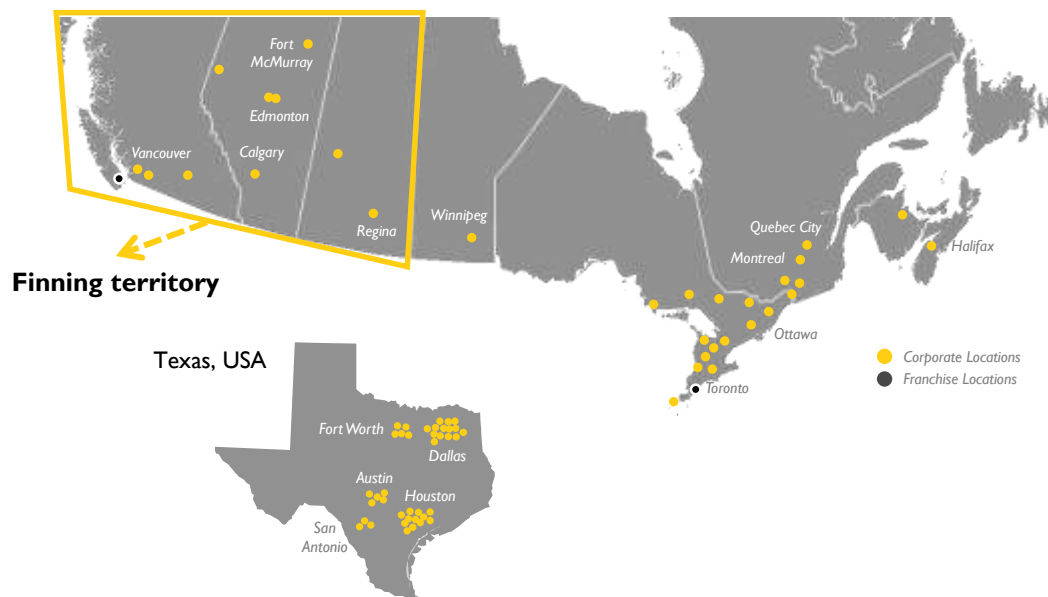 Fort
McMurray
Edmonton
Vancouver
Calgary
Regina
Winnipeg
Quebec City
Montreal
Halifax
Ottawa
Toronto
Finning territory
Corporate Locations
Franchise Locations
Texas, USA
Fort Worth
Dallas
Austin
Houston
San
Antonio